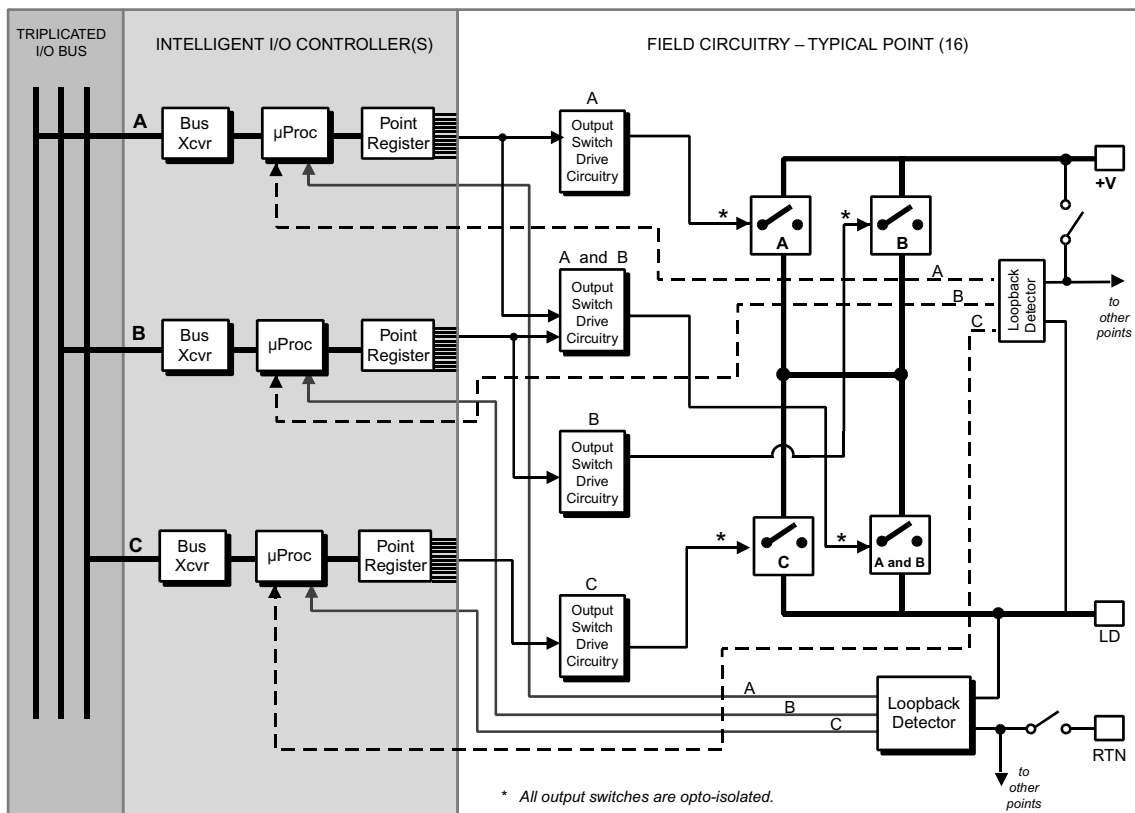 TRIPLICATED
I/O BUS
INTELLIGENT I/O CONTROLLER(S)
FIELD CIRCUITRY – TYPICAL POINT (16)
A
Bus
Xcvr
µProc
Point
Register
A
Output
Switch
Drive
Circuitry
+V
*
A
*
B
A and B
Output
Switch
Drive
Circuitry
A
B
C
Loopback
Detector
to
other
points
B
Bus
Xcvr
µProc
Point
Register
B
Output
Switch
Drive
Circuitry
C
Bus
Xcvr
µProc
Point
Register
*
C
*
A and B
C
Output
Switch
Drive
Circuitry
LD
A
B
C
Loopback
Detector
RTN
to
other
points
* All output switches are opto-isolated.